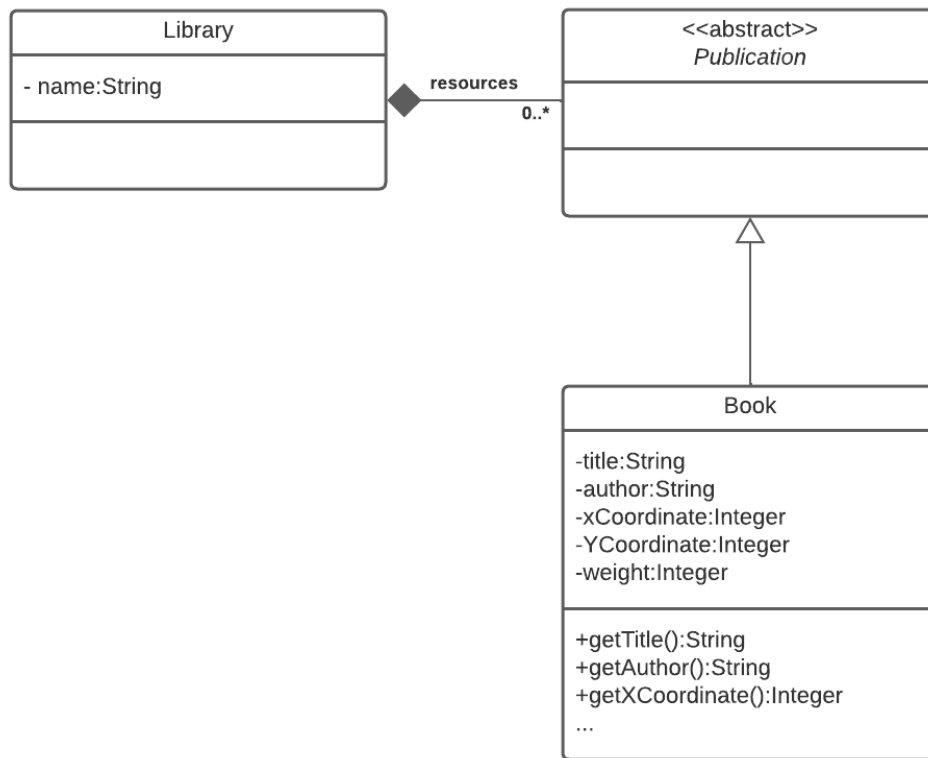 Library
- name:String
resources
0..*
<<abstract>>
Publication
Book
-title:String
-author:String
-xCoordinate:Integer
-YCoordinate:Integer
-weight:Integer
+getTitle():String
+getAuthor():String
+getXCoordinate():Integer
...